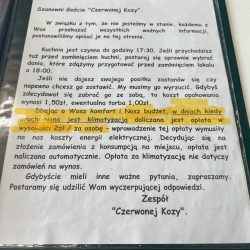 Szanowni Goście "Czerwonej Kozy".
W związku z tym, że nie jesteśmy w stanie, każdemu z
Was przekazać wszystkich ważnych informacji,
postanowiliśmy spisać je na tej stronie.
Kuchnia jest czynna do godziny 17:30. Jeśli przychodzisz
tuż przed zamknięciem kuchni, postaraj się sprawnie wybrać
danie, które zdążymy przygotować przed zamknięciem lokalu
o 18:00.
Jeśli nie dojesz swojego posiłku zostanów się czy
napewno chcesz go zostawić. My musimy go wyrzucić. Gdybyś
zdecydował się zabrać go ze sobą, to koszt opakowania
wynosi 1,50zł, ewentualna torba 1,00zł.
Dbając o Wasz komfort i Nasz budżet, w dniach kiedy
uruchamiana jest klimatyzacja doliczana jest opłata w
wysokości 2zł / za osobę - wprowadzenie tej opłaty wynusiły
na nas koszty energii elektrycznej. Decydując się na
złożenie zamówienia z konsumpcją na miejscu, opłata jest
naliczana automatycznie. Opłata za klimatyzację nie dotyczy
zamówień na wynos.
Gdybyście mieli inne ważne pytania, zapraszamy.
Postaramy się udzielić Wam wyczerpującej odpowiedzi.
Zespół
"Czerwonej Kozy".